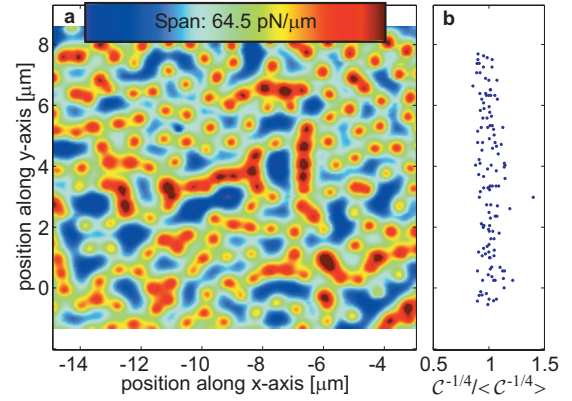 a
Span: 64.5 pN/μm
b
position along y-axis [μm]
8
6
4
2
0
-14
-12
-10
-8
-6
-4
position along x-axis [μm]
0.5
1
1.5
C^-1/4/<C^-1/4>